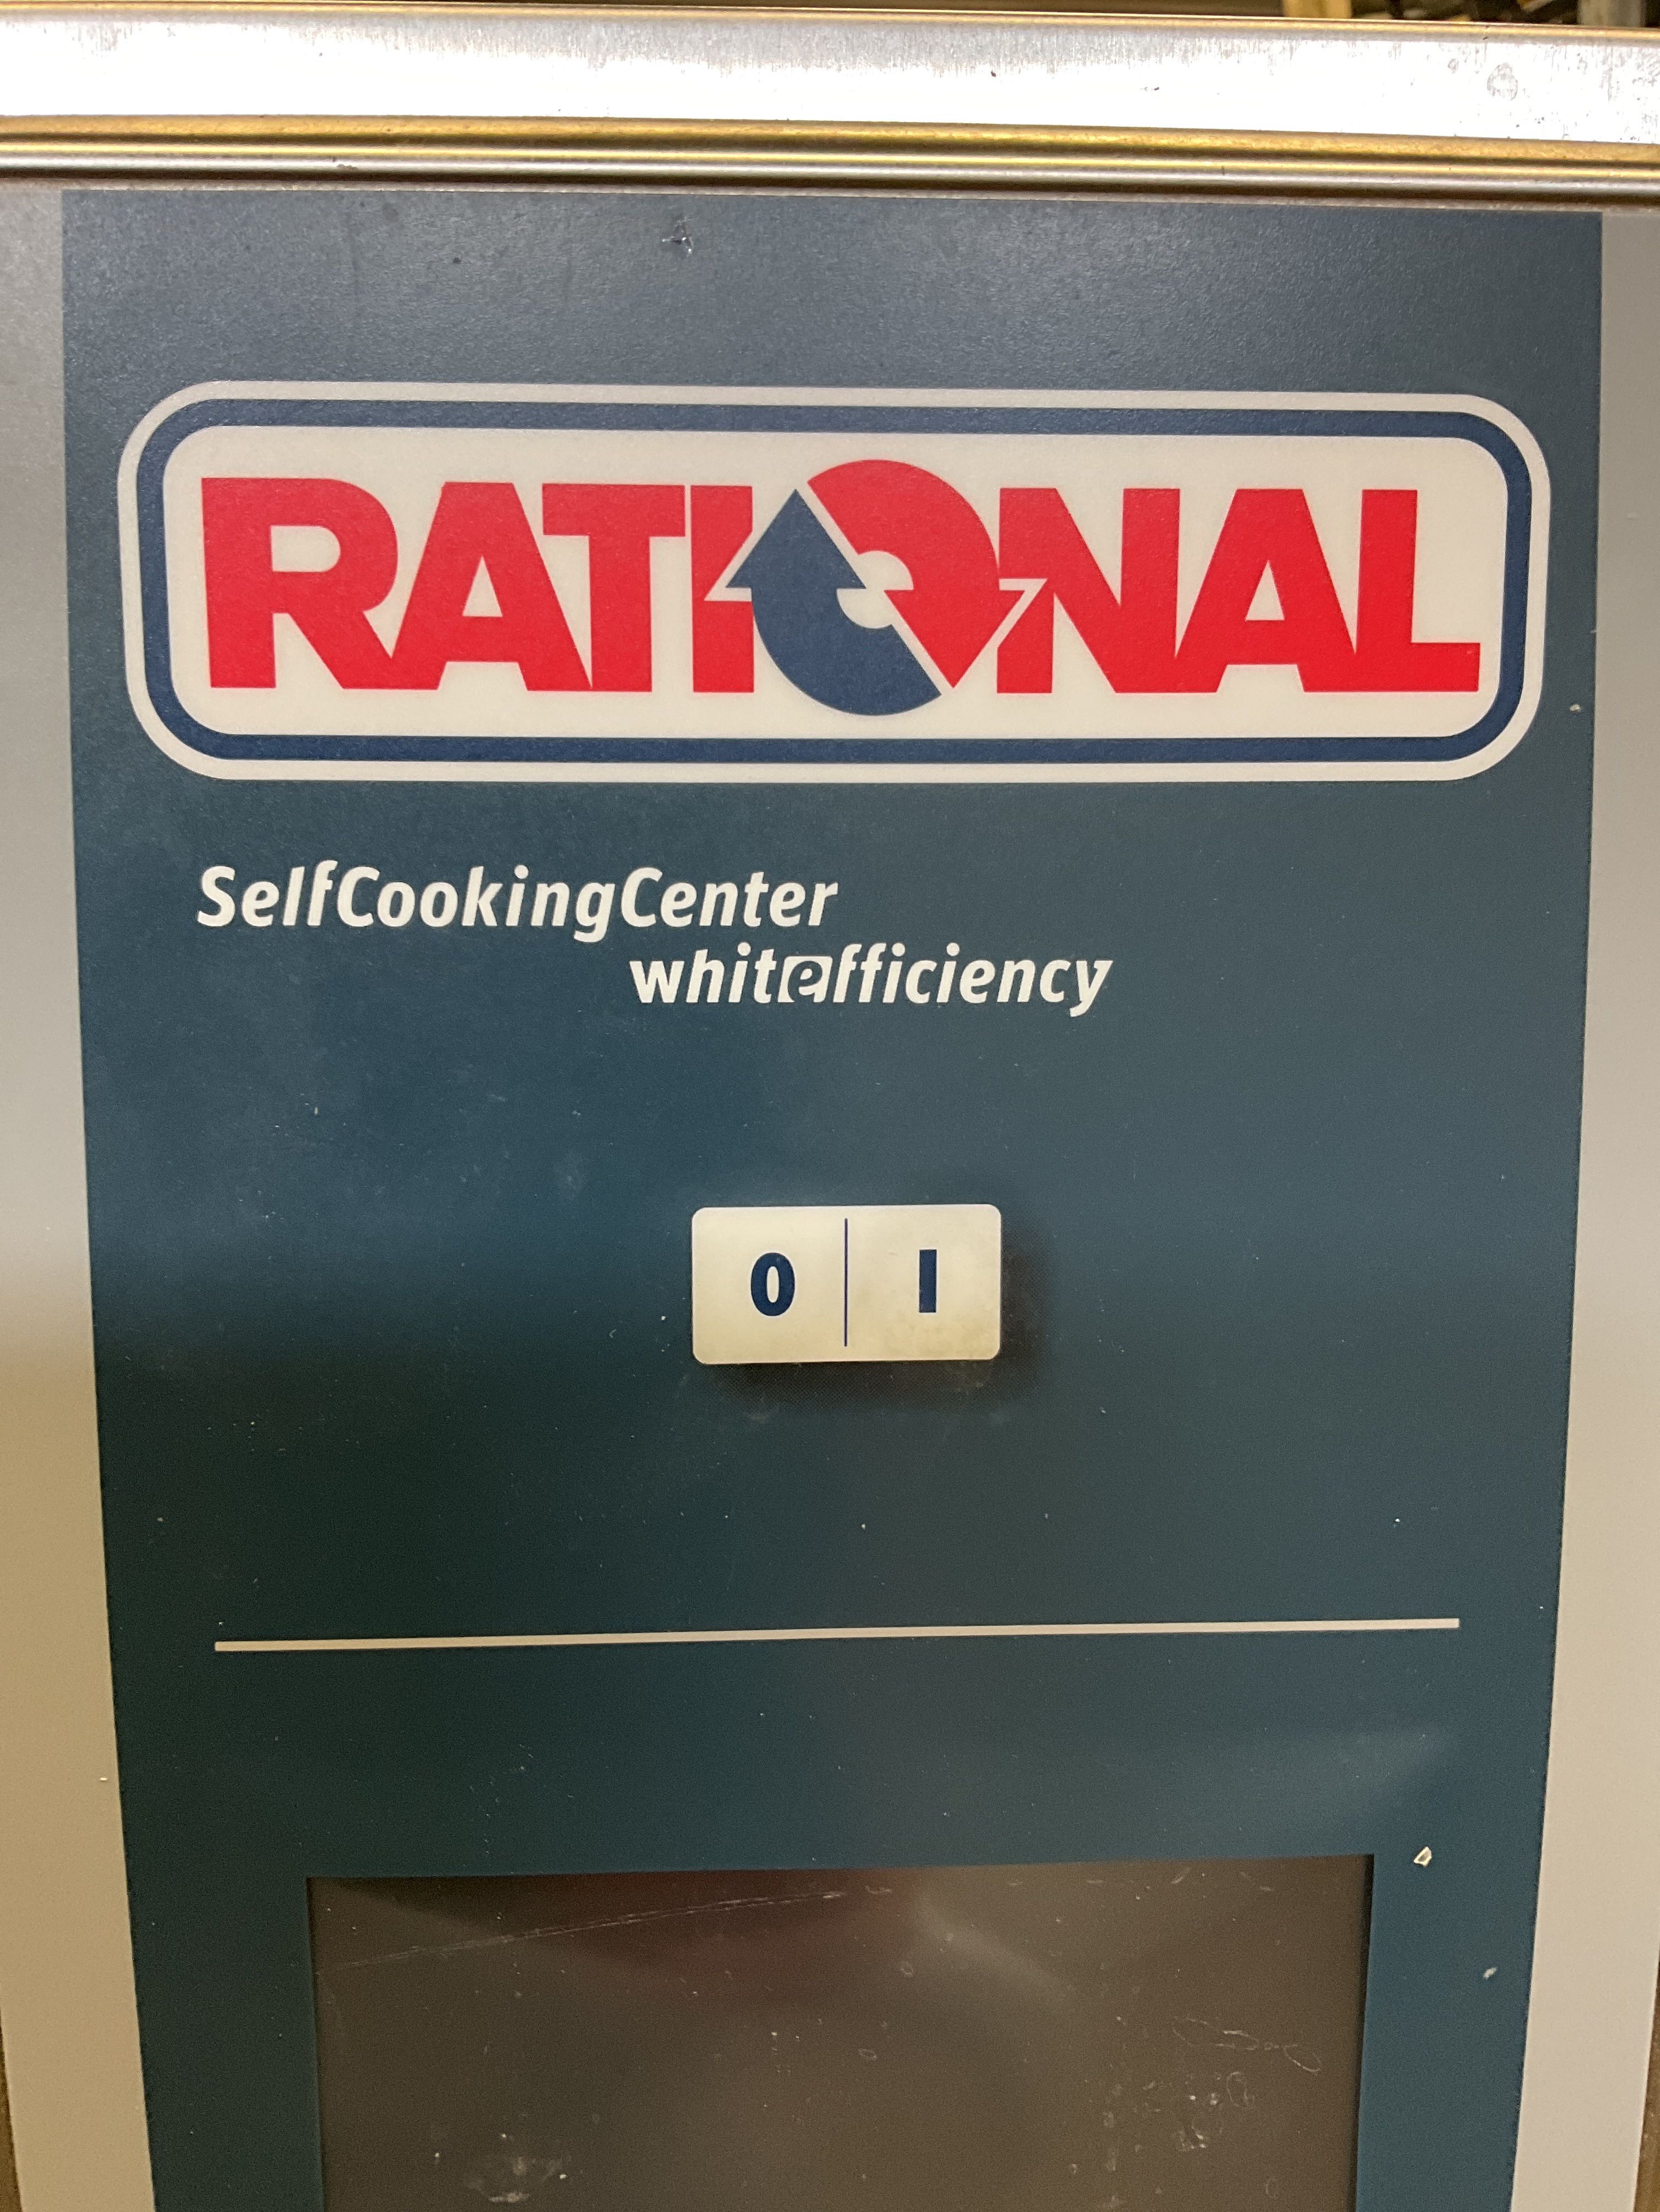 RATIONAL
SelfCookingCenter
whitefficiency
0 I